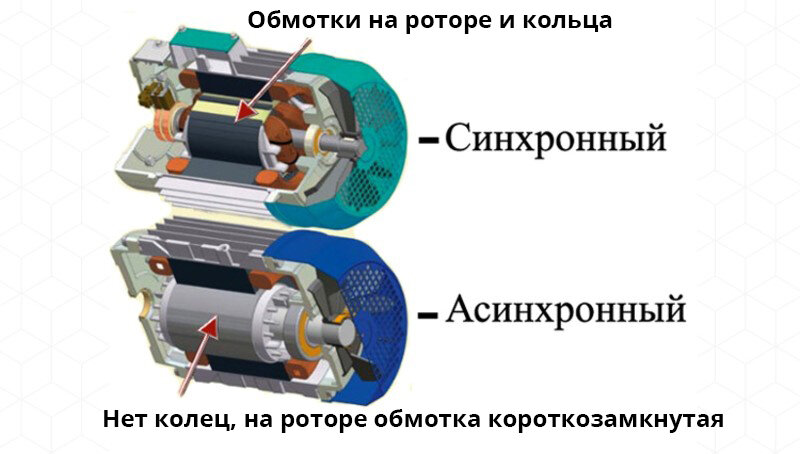 Обмотки на роторе и кольца
– Синхронный
– Асинхронный
Нет колец, на роторе обмотка короткозамкнутая